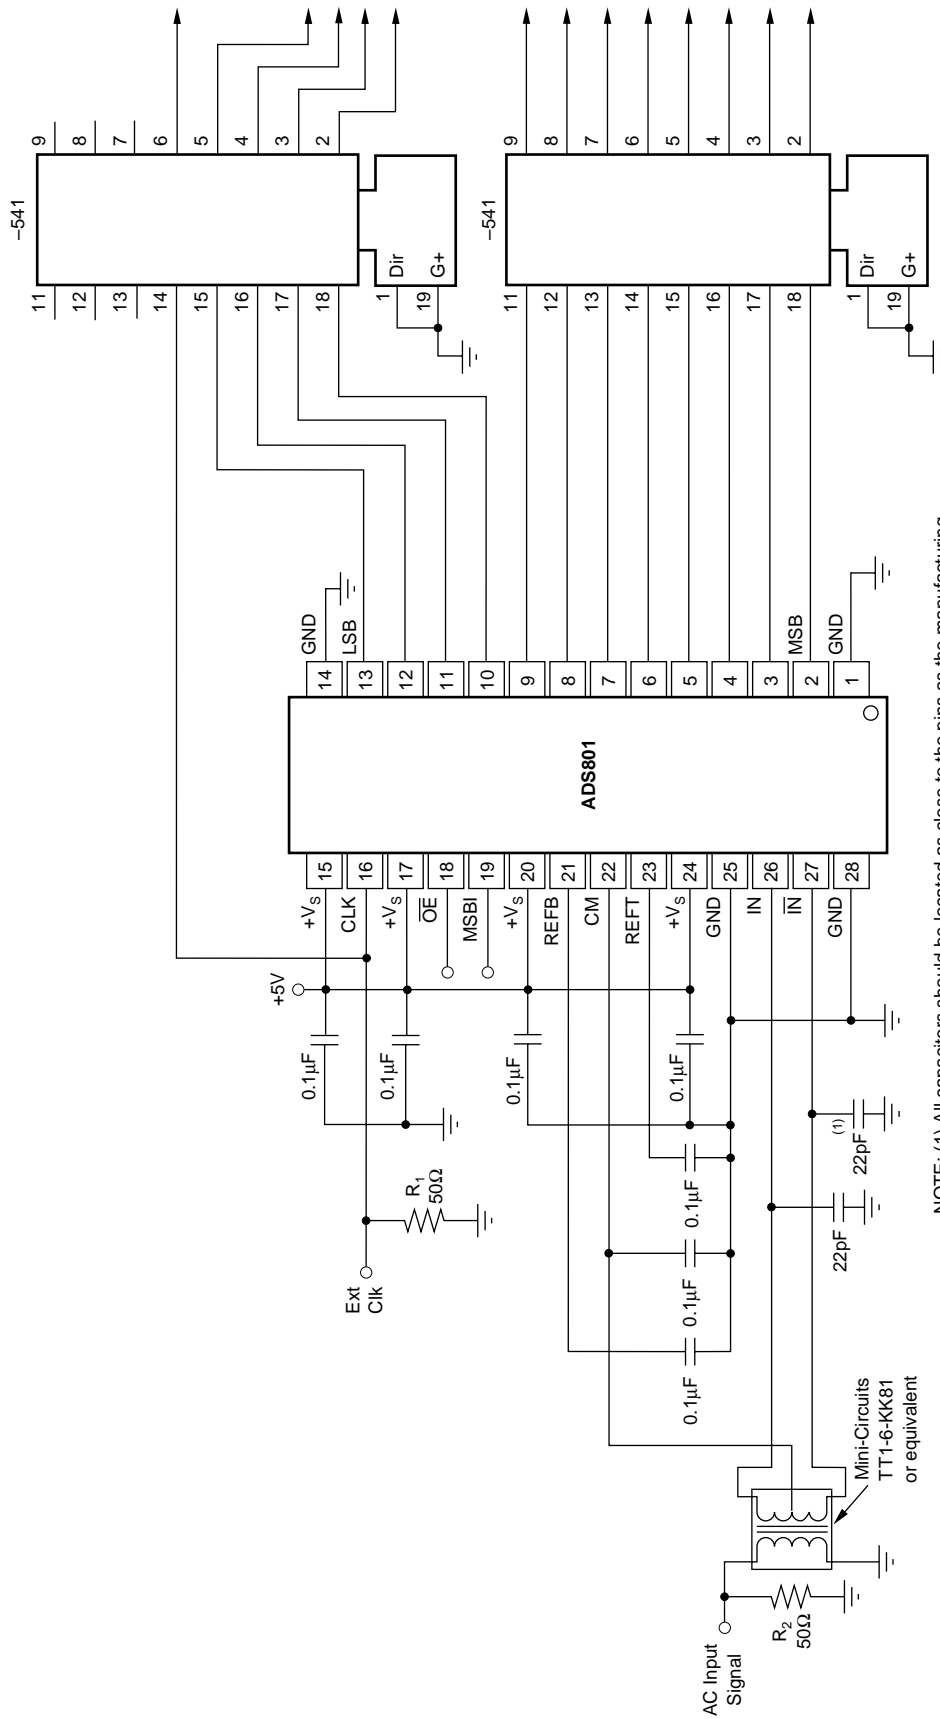 –541
11
12
13
14
15
16
17
18
9
8
7
6
5
4
3
2
1
Dir
19
G+
–541
11
12
13
14
15
16
17
18
9
8
7
6
5
4
3
2
1
Dir
19
G+
GND
LSB
MSB
GND
14
13
12
11
10
9
8
7
6
5
4
3
2
1
ADS801
15
16
17
18
19
20
21
22
23
24
25
26
27
28
+VS
CLK
+VS
OE
MSBI
+VS
REFB
CM
REFT
+VS
GND
IN
IN
GND
+5V
0.1µF
0.1µF
0.1µF
0.1µF
R1
50Ω
Ext
Clk
0.1µF
0.1µF
0.1µF
(1)
22pF
22pF
Mini-Circuits
TT1-6-KK81
or equivalent
R2
50Ω
AC Input
Signal
NOTE: (1) All capacitors should be located as close to the pins as the manufacturing